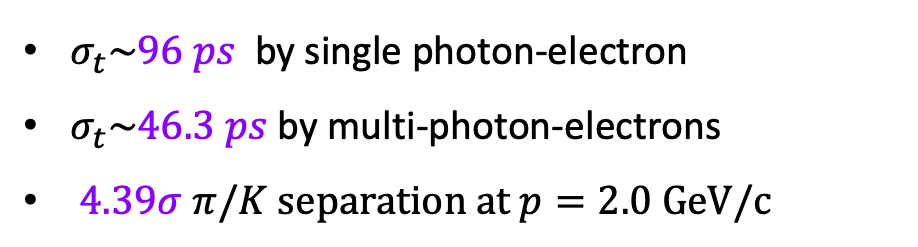 • σₜ~96 ps by single photon-electron
• σₜ~46.3 ps by multi-photon-electrons
• 4.39σ π/K separation at p = 2.0 GeV/c